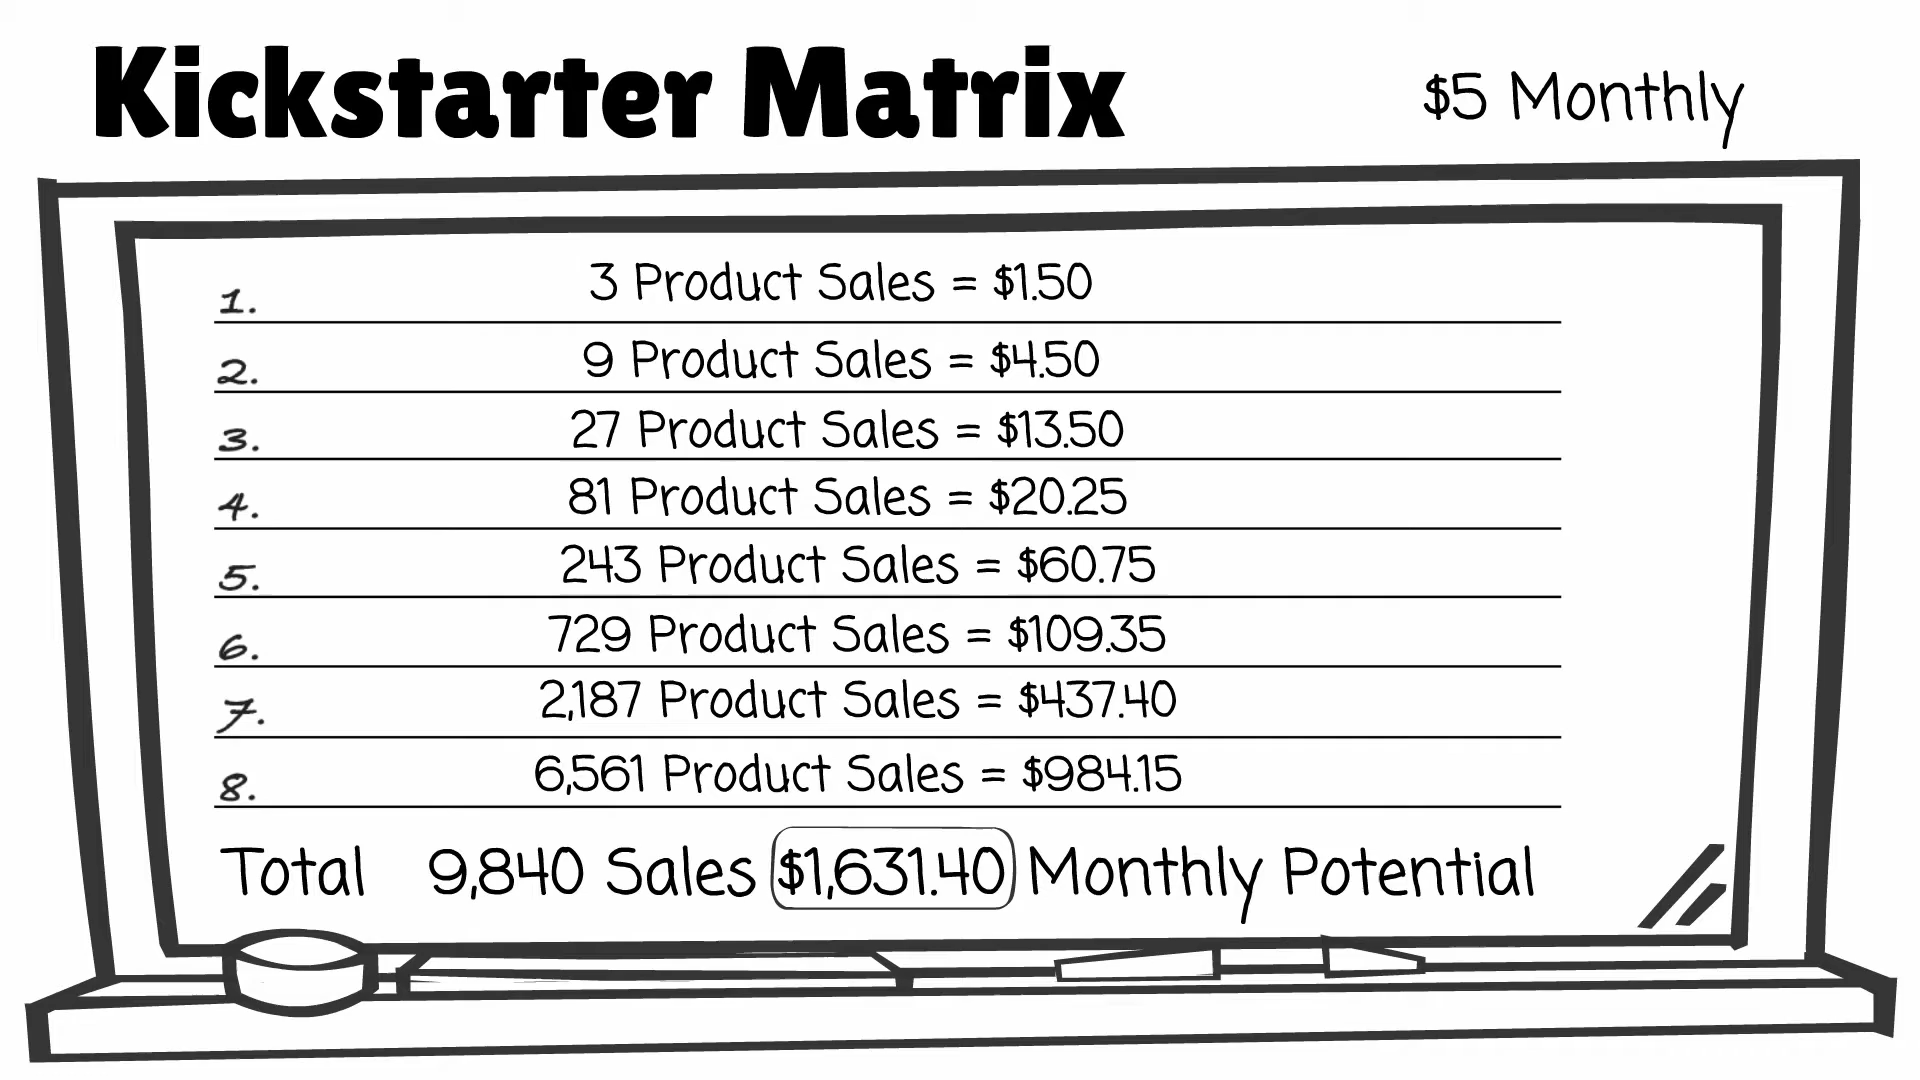 Kickstarter Matrix
$5 Monthly
1. 3 Product Sales = $1.50
2. 9 Product Sales = $4.50
3. 27 Product Sales = $13.50
4. 81 Product Sales = $20.25
5. 243 Product Sales = $60.75
6. 729 Product Sales = $109.35
7. 2,187 Product Sales = $437.40
8. 6,561 Product Sales = $984.15
Total 9,840 Sales $1,631.40 Monthly Potential